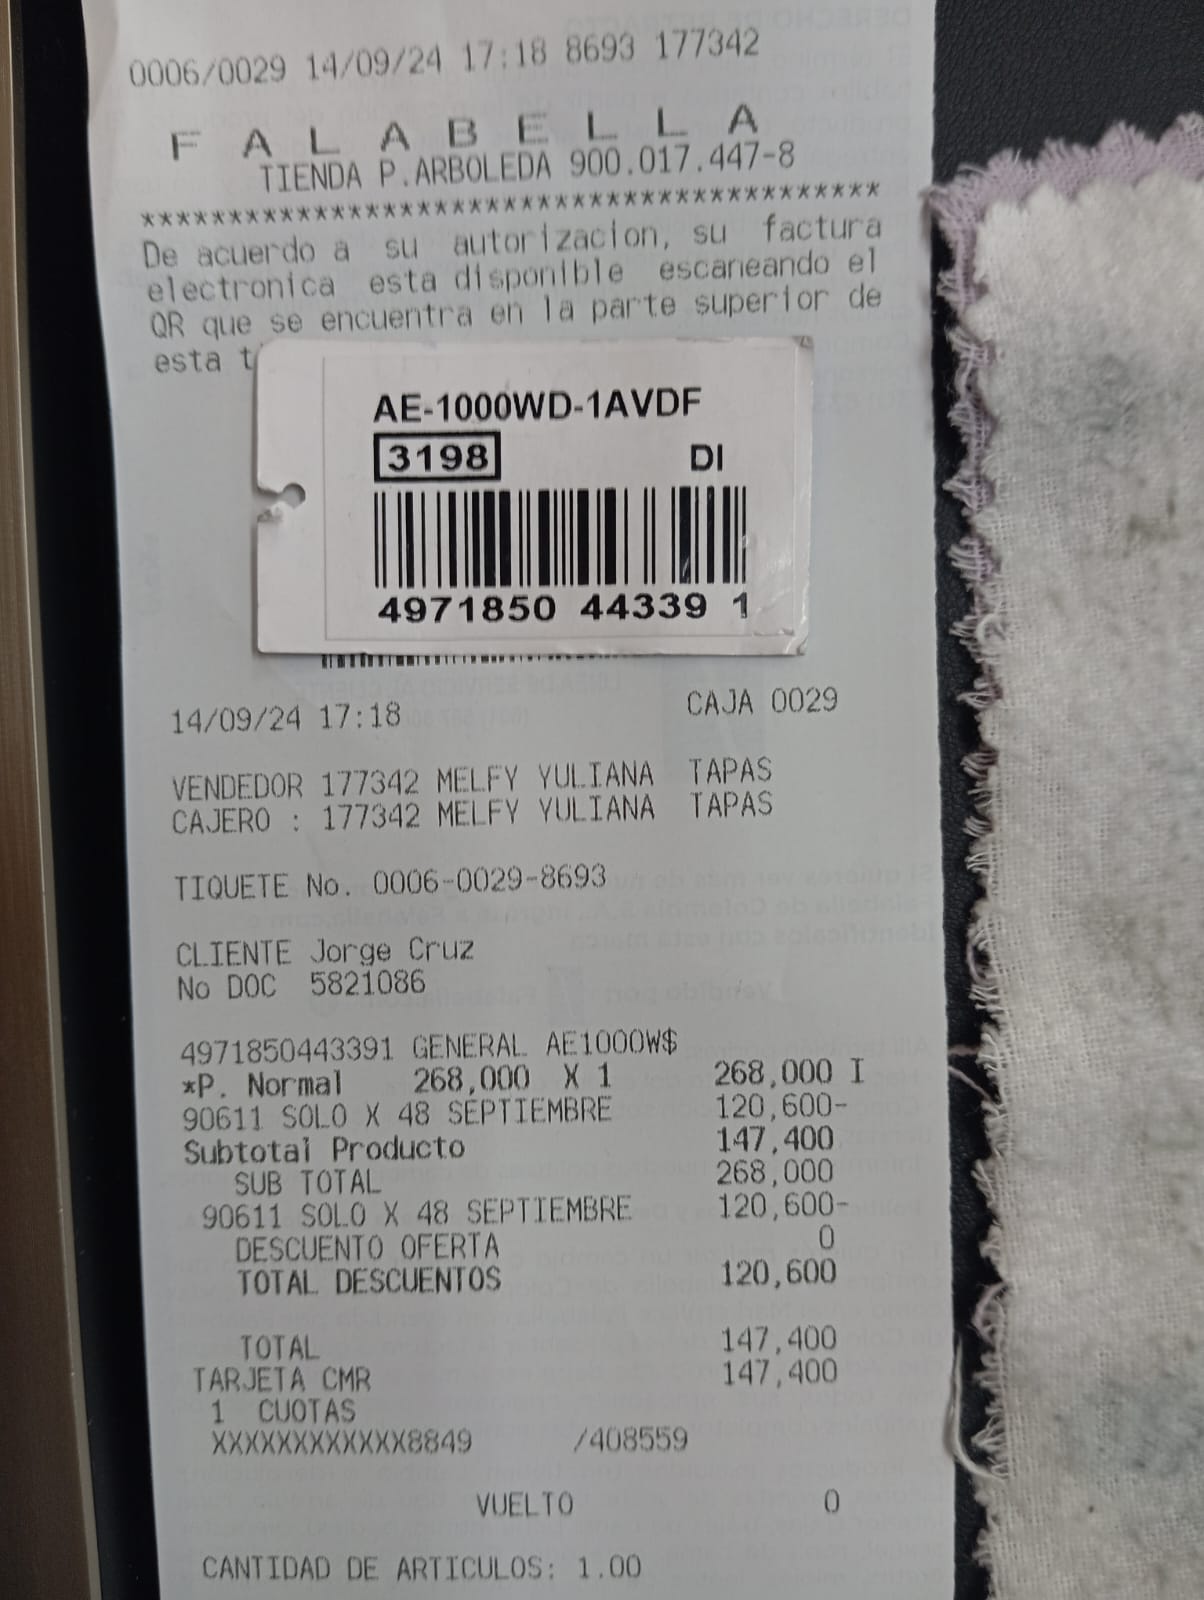 0006/0029 14/09/24 17:18 8693 177342
F A L A B E L L A
TIENDA P.ARBOLEDA 900.017.447-8
******************************************
De acuerdo a su autorizacion, su factura
electronica esta disponible escaneando el
QR que se encuentra en la parte superior de
esta t
AE-1000WD-1AVDF
3198 DI
4971850 44339 1
14/09/24 17:18 CAJA 0029
VENDEDOR 177342 MELFY YULIANA TAPAS
CAJERO : 177342 MELFY YULIANA TAPAS
TIQUETE No. 0006-0029-8693
CLIENTE Jorge Cruz
No DOC 5821086
4971850443391 GENERAL AE1000W$
*P. Normal 268,000 X 1 268,000 I
90611 SOLO X 48 SEPTIEMBRE 120,600-
Subtotal Producto 147,400
SUB TOTAL 268,000
90611 SOLO X 48 SEPTIEMBRE 120,600-
DESCUENTO OFERTA 0
TOTAL DESCUENTOS 120,600
TOTAL 147,400
TARJETA CMR 147,400
1 CUOTAS
XXXXXXXXXXXX8849 /408559
VUELTO 0
CANTIDAD DE ARTICULOS: 1.00